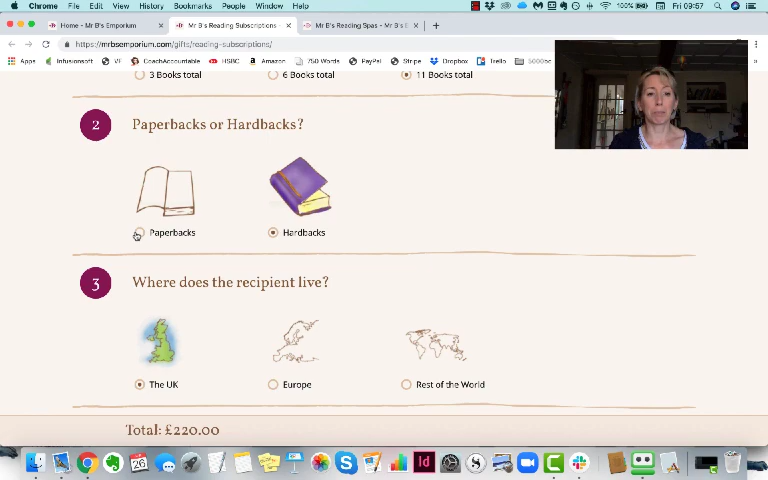 Chrome File Edit View History Bookmarks People Window Help
100% Fri 09:57
Home - Mr B's Emporium
Mr B's Reading Subscriptions
Mr B's Reading Spas - Mr B's E
https://mrbsemporium.com/gifts/reading-subscriptions/
Apps Infusionsoft VF CoachAccountable HSBC Amazon 750 Words PayPal Stripe Dropbox Trello
3 Books total 6 Books total 11 Books total
2 Paperbacks or Hardbacks?
Paperbacks Hardbacks
3 Where does the recipient live?
The UK Europe Rest of the World
Total: £220.00
26
Id